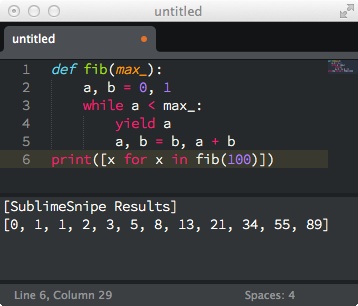 untitled
untitled
1 def fib(max_):
2     a, b = 0, 1
3     while a < max_:
4         yield a
5         a, b = b, a + b
6 print([x for x in fib(100)])
[SublimeSnipe Results]
[0, 1, 1, 2, 3, 5, 8, 13, 21, 34, 55, 89]
Line 6, Column 29 Spaces: 4